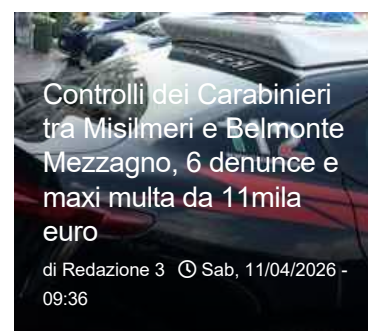 Controlli dei Carabinieri
tra Misilmeri e Belmonte
Mezzagno, 6 denunce e
maxi multa da 11mila
euro
di Redazione 3 Sab, 11/04/2026 -
09:36